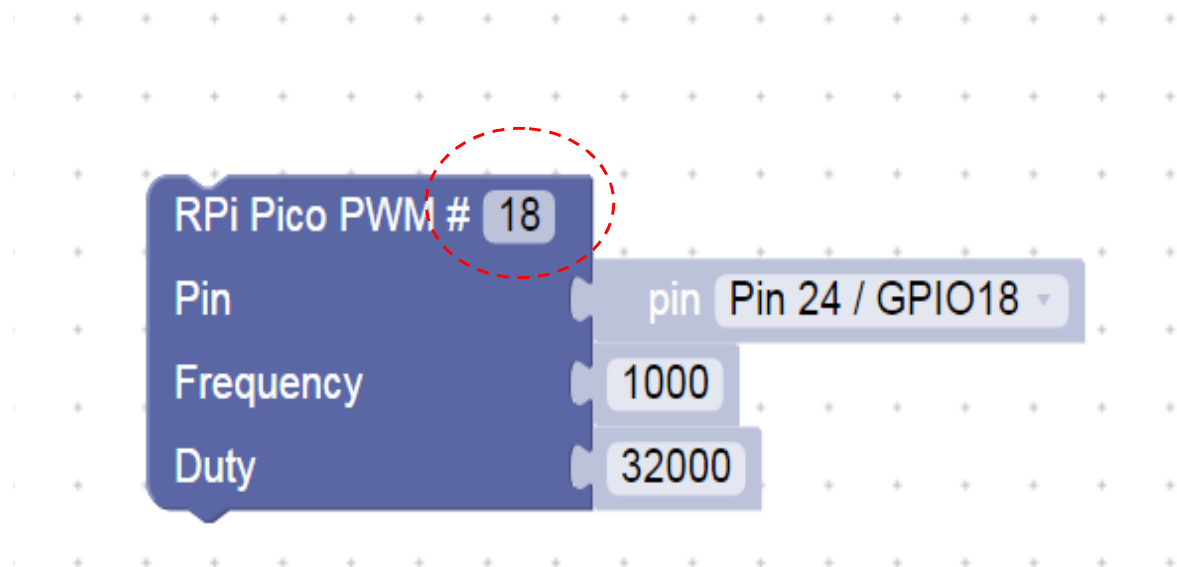 RPi Pico PWM # 18
Pin pin Pin 24 / GPIO18
Frequency 1000
Duty 32000